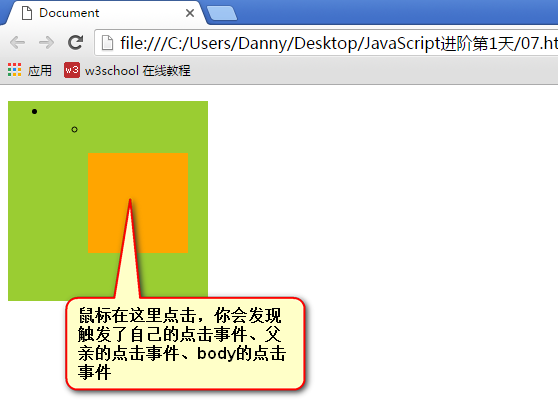 Document
file:///C:/Users/Danny/Desktop/JavaScript进阶第1天/07.ht
应用 w3 w3school 在线教程
鼠标在这里点击，你会发现
触发了自己的点击事件、父
亲的点击事件、body的点击
事件